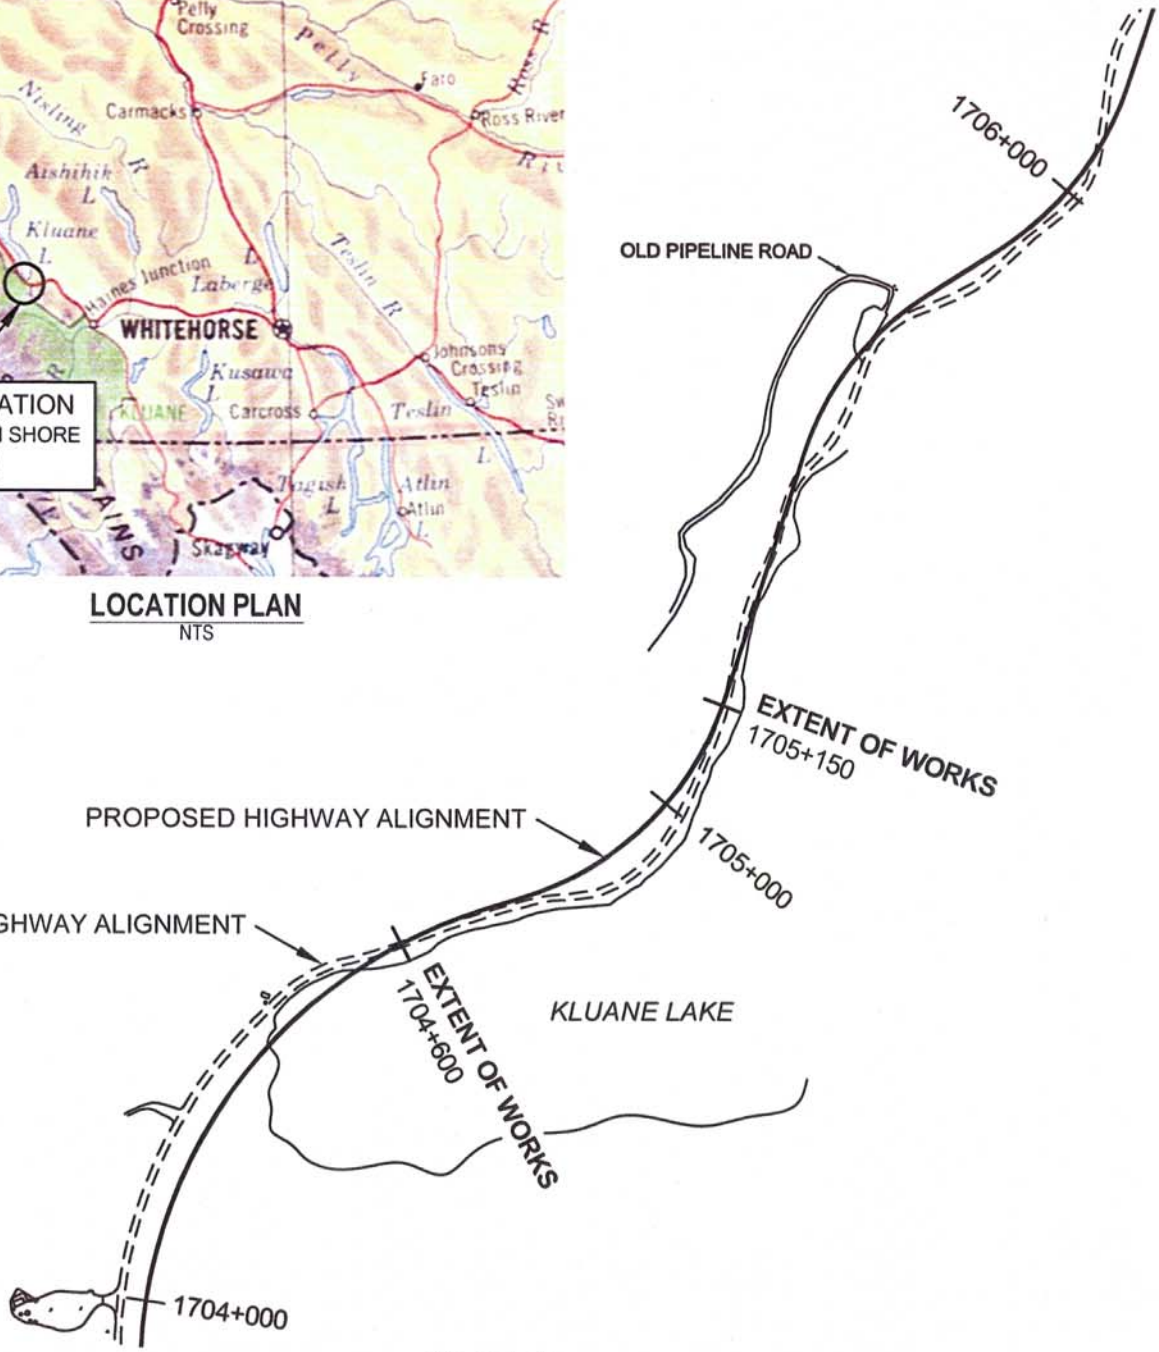 Pelly
Crossing
Pelly
Ross R
Faro
Nisling
R
Carmacks
Ross River
Aishihik
L
Kluane
L
Teslin R
L
Laberge
Haines Junction
WHITEHORSE
R
Johnsons
Crossing
Teslin
Kusawa
L
KLUANE
Carcross
Teslin
L
ATION
SHORE
Tagish
L
Atlin
Atlin
L
AINS
Skagway
LOCATION PLAN
NTS
1706+000
OLD PIPELINE ROAD
EXTENT OF WORKS
1705+150
PROPOSED HIGHWAY ALIGNMENT
1705+000
GHWAY ALIGNMENT
EXTENT OF WORKS
1704+600
KLUANE LAKE
1704+000